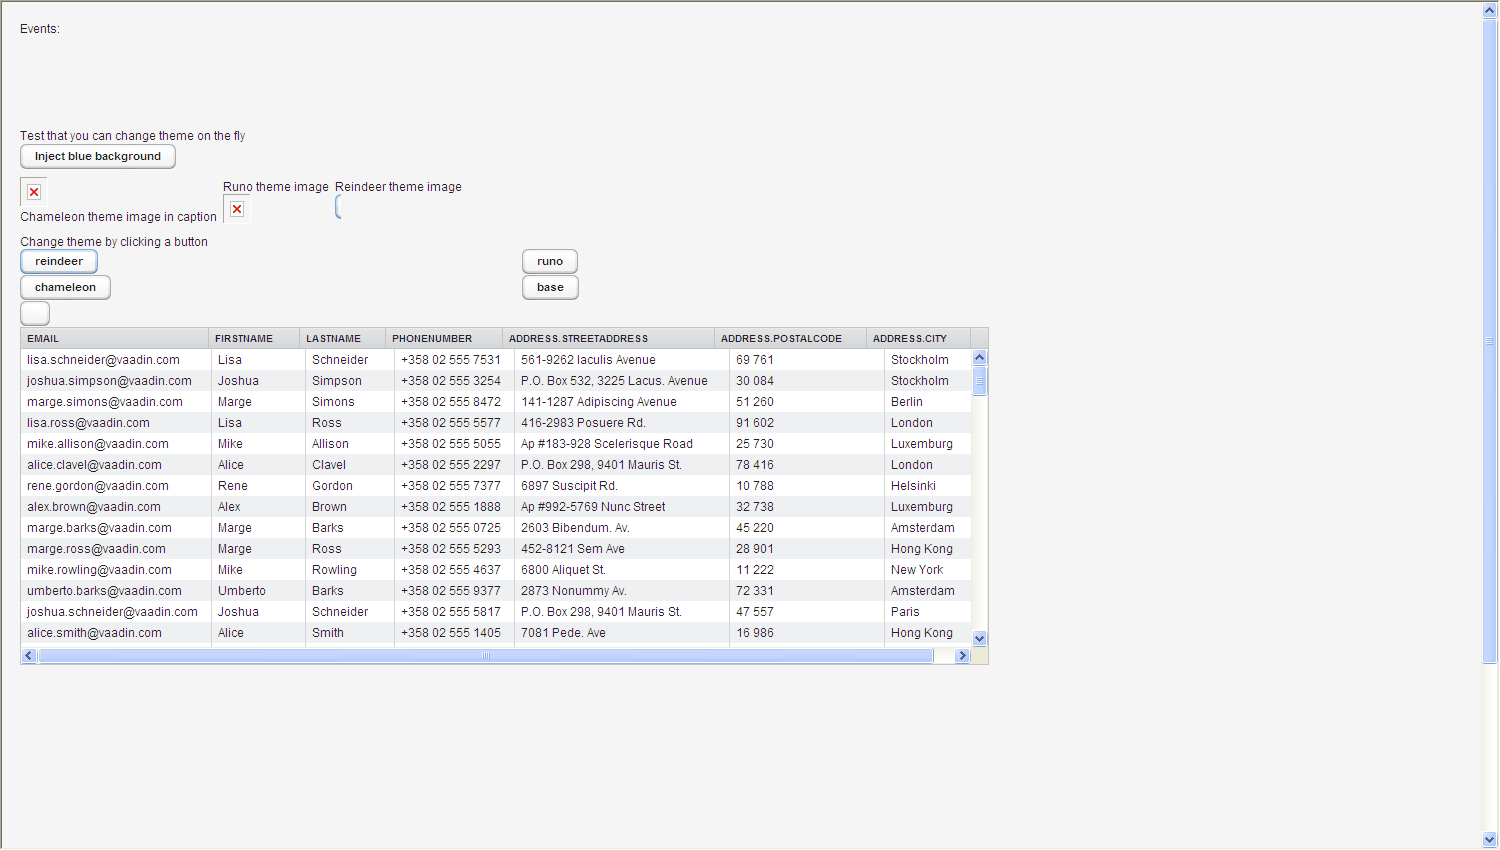 Events:
Test that you can change theme on the fly
Inject blue background
Runo theme image Reindeer theme image
Chameleon theme image in caption
Change theme by clicking a button
reindeer runo
chameleon base
EMAIL FIRSTNAME LASTNAME PHONENUMBER ADDRESS.STREETADDRESS ADDRESS.POSTALCODE ADDRESS.CITY
lisa.schneider@vaadin.com Lisa Schneider +358 02 555 7531 561-9262 Iaculis Avenue 69 761 Stockholm
joshua.simpson@vaadin.com Joshua Simpson +358 02 555 3254 P.O. Box 532, 3225 Lacus. Avenue 30 084 Stockholm
marge.simons@vaadin.com Marge Simons +358 02 555 8472 141-1287 Adipiscing Avenue 51 260 Berlin
lisa.ross@vaadin.com Lisa Ross +358 02 555 5577 416-2983 Posuere Rd. 91 602 London
mike.allison@vaadin.com Mike Allison +358 02 555 5055 Ap #183-928 Scelerisque Road 25 730 Luxemburg
alice.clavel@vaadin.com Alice Clavel +358 02 555 2297 P.O. Box 298, 9401 Mauris St. 78 416 London
rene.gordon@vaadin.com Rene Gordon +358 02 555 7377 6897 Suscipit Rd. 10 788 Helsinki
alex.brown@vaadin.com Alex Brown +358 02 555 1888 Ap #992-5769 Nunc Street 32 738 Luxemburg
marge.barks@vaadin.com Marge Barks +358 02 555 0725 2603 Bibendum. Av. 45 220 Amsterdam
marge.ross@vaadin.com Marge Ross +358 02 555 5293 452-8121 Sem Ave 28 901 Hong Kong
mike.rowling@vaadin.com Mike Rowling +358 02 555 4637 6800 Aliquet St. 11 222 New York
umberto.barks@vaadin.com Umberto Barks +358 02 555 9377 2873 Nonummy Av. 72 331 Amsterdam
joshua.schneider@vaadin.com Joshua Schneider +358 02 555 5817 P.O. Box 298, 9401 Mauris St. 47 557 Paris
alice.smith@vaadin.com Alice Smith +358 02 555 1405 7081 Pede. Ave 16 986 Hong Kong